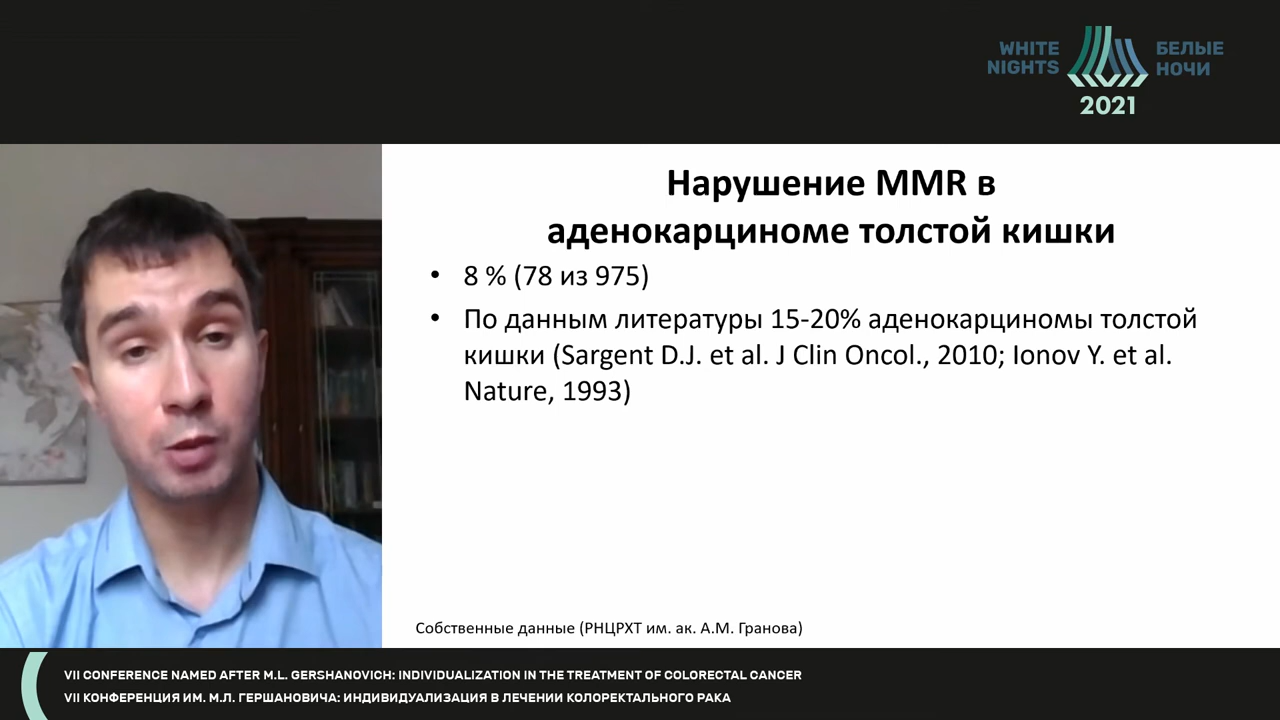 WHITE
NIGHTS
БЕЛЫЕ
НОЧИ
2021
Нарушение MMR в
аденокарциноме толстой кишки
• 8 % (78 из 975)
• По данным литературы 15-20% аденокарциномы толстой
кишки (Sargent D.J. et al. J Clin Oncol., 2010; Ionov Y. et al.
Nature, 1993)
Собственные данные (РНЦРХТ им. ак. А.М. Гранова)
VII CONFERENCE NAMED AFTER M.L. GERSHANOVICH: INDIVIDUALIZATION IN THE TREATMENT OF COLORECTAL CANCER
VII КОНФЕРЕНЦИЯ ИМ. М.Л. ГЕРШАНОВИЧА: ИНДИВИДУАЛИЗАЦИЯ В ЛЕЧЕНИИ КОЛОРЕКТАЛЬНОГО РАКА